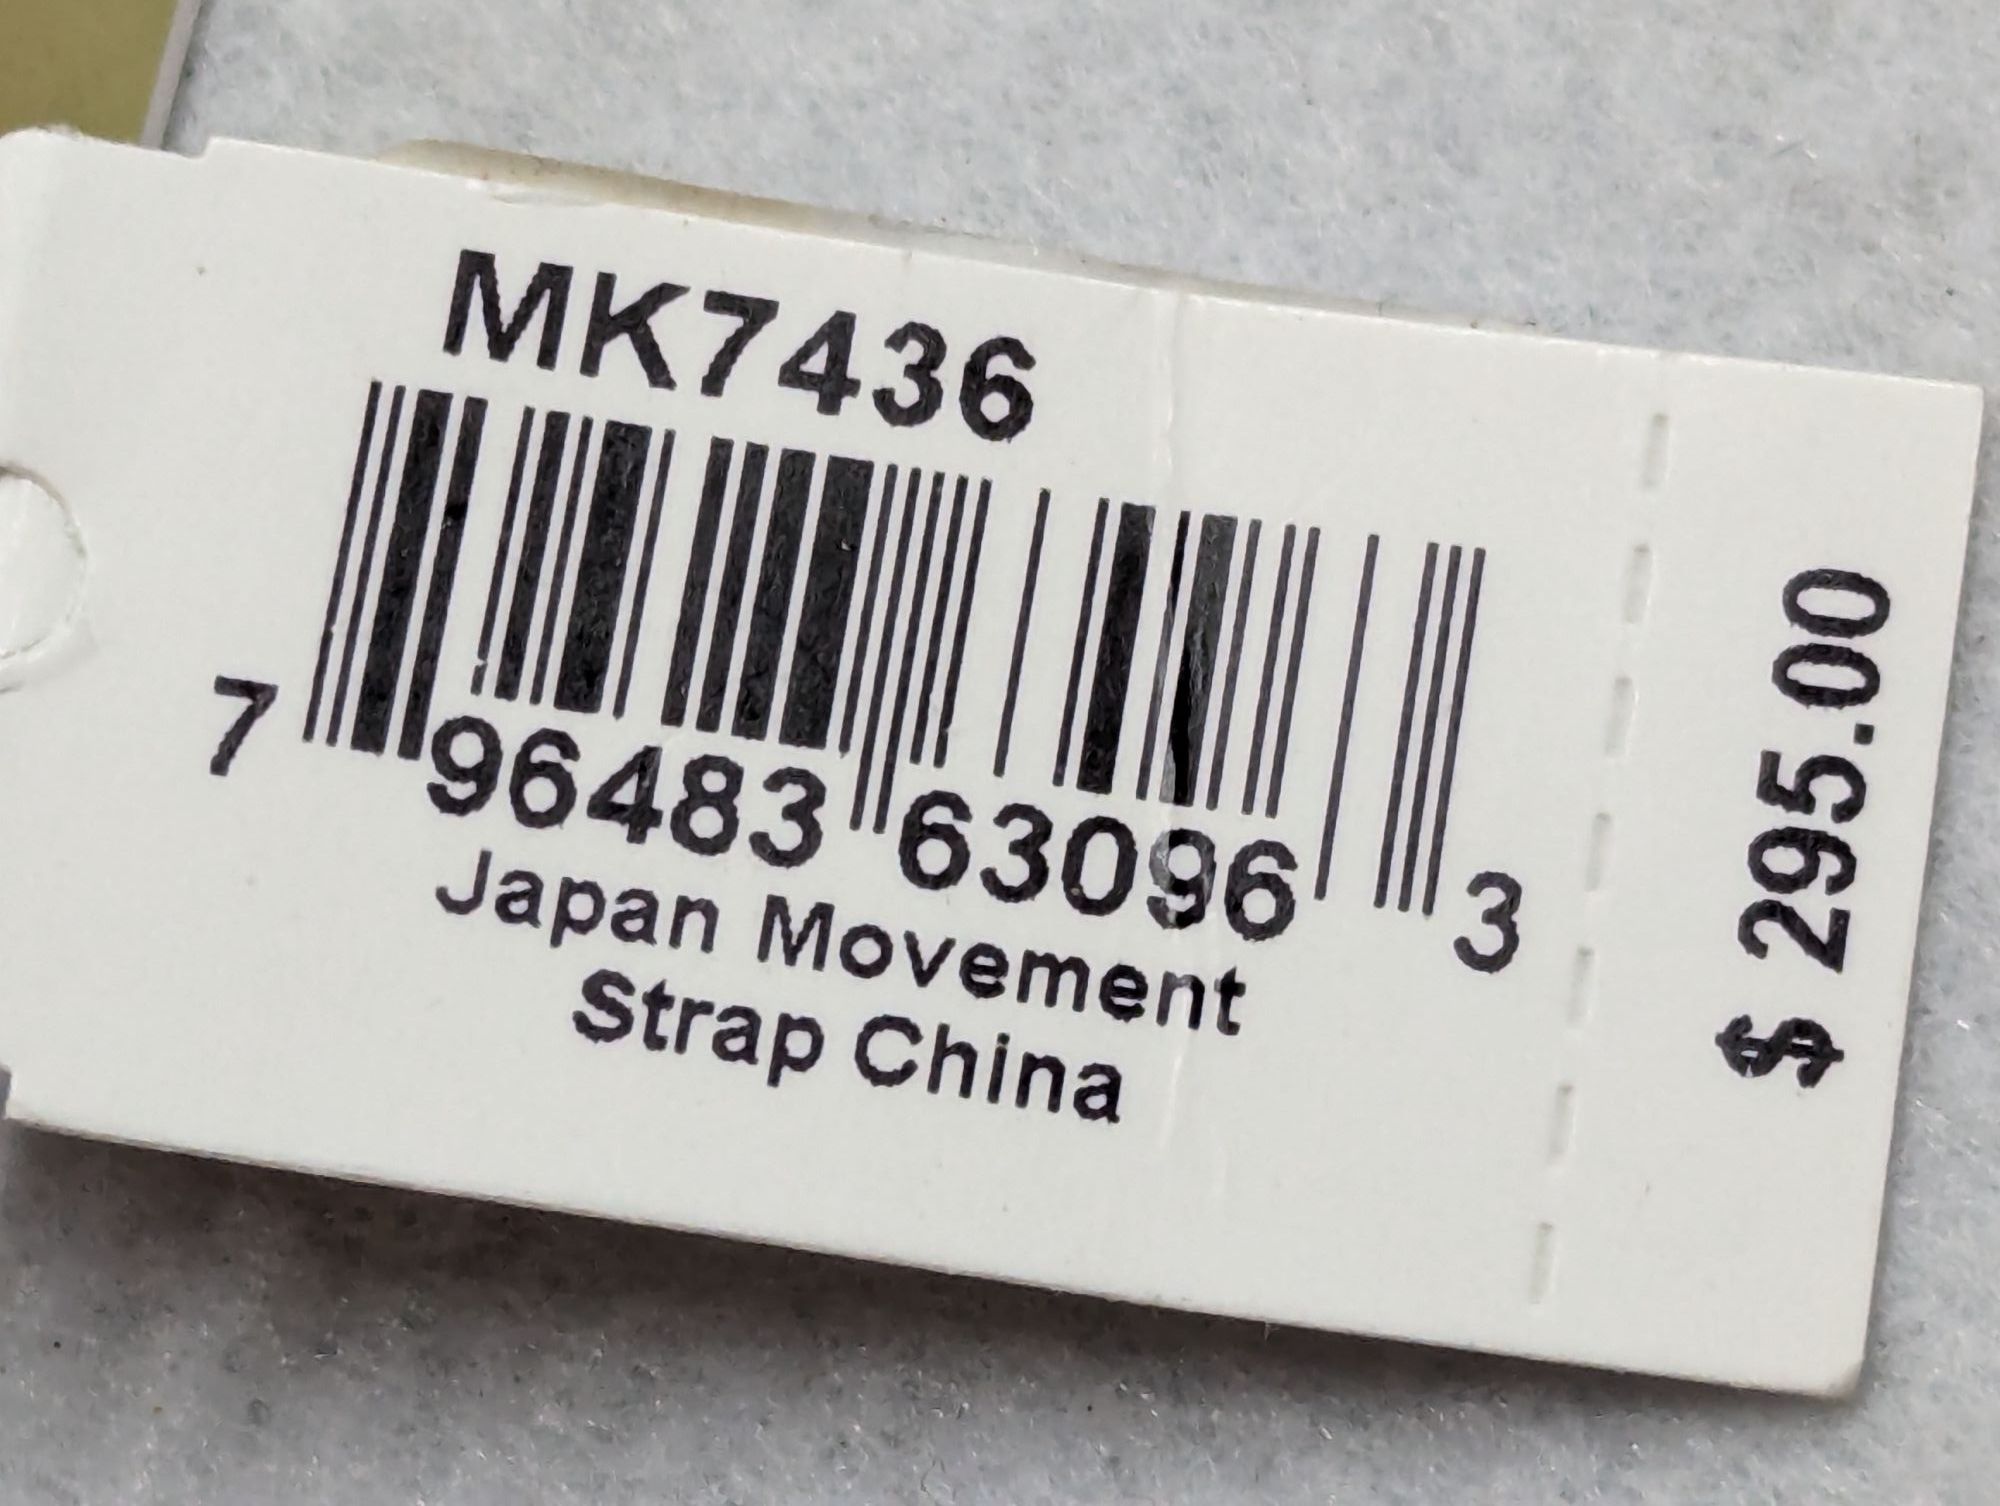 MK7436
7 96483 63096 3
Japan Movement
Strap China
$ 295.00